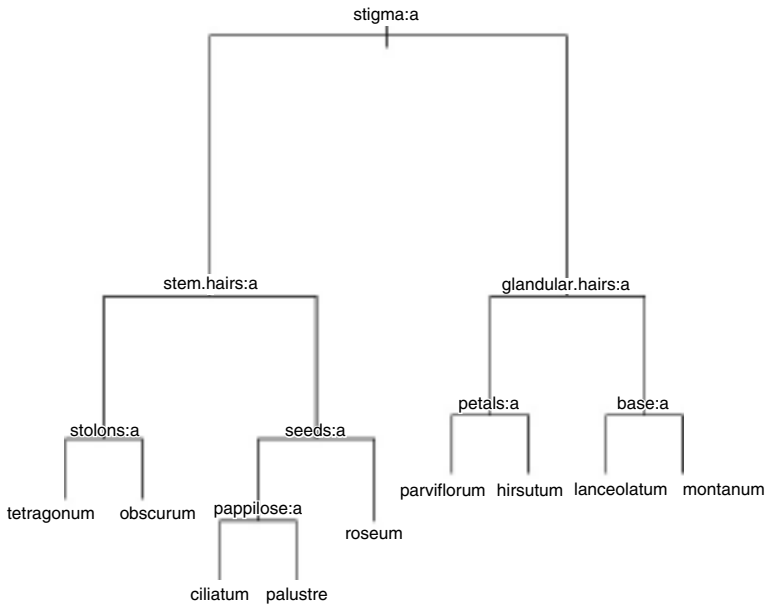 stigma:a
stem.hairs:a
glandular.hairs:a
petals:a
base:a
stolons:a
seeds:a
parviflorum
hirsutum
lanceolatum
montanum
tetragonum
obscurum
pappilose:a
roseum
ciliatum
palustre